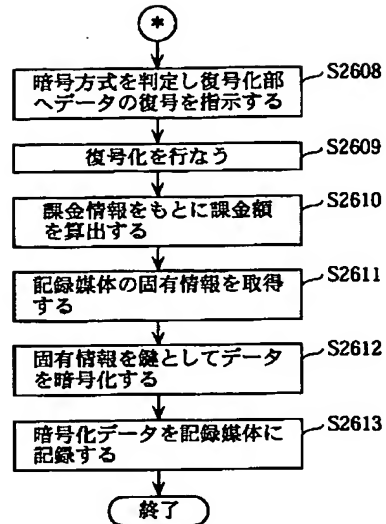 *
暗号方式を判定し復号化部
へデータの復号を指示する
S2608
復号化を行なう
S2609
課金情報をもとに課金額
を算出する
S2610
記録媒体の固有情報を取得
する
S2611
固有情報を鍵としてデータ
を暗号化する
S2612
暗号化データを記録媒体に
記録する
S2613
終了